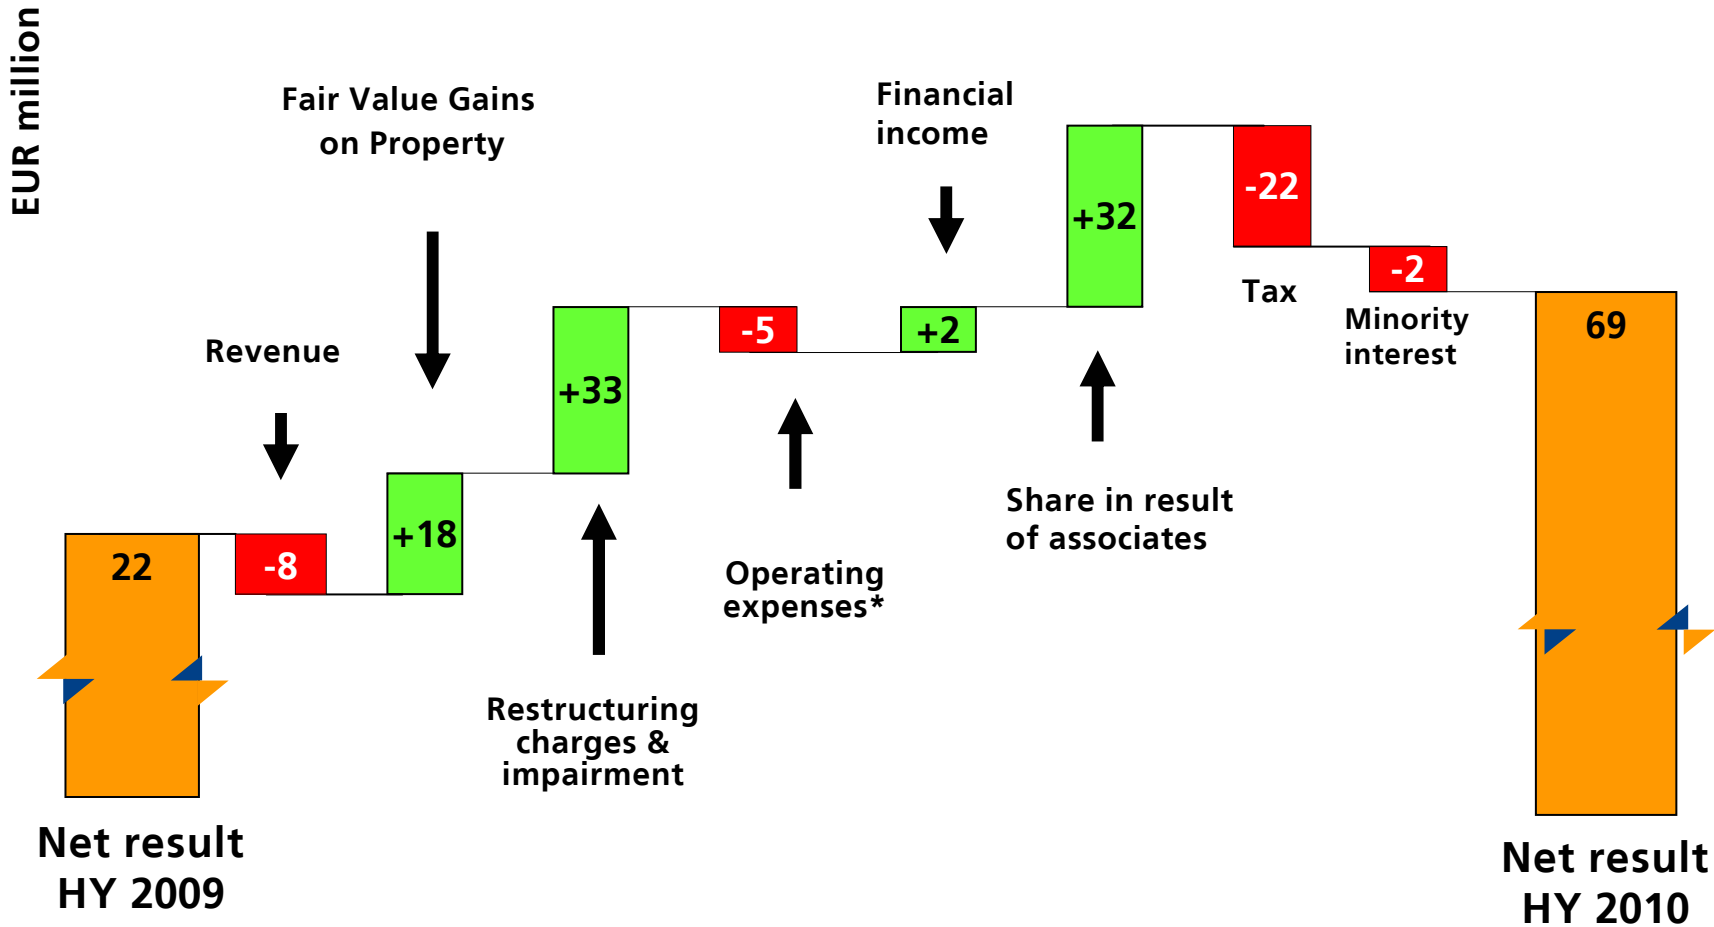 EUR million
Fair Value Gains
on Property
Financial
income
Revenue
22
-8
+18
+33
-5
+2
+32
-22
-2
69
Tax
Minority
interest
Share in result
of associates
Operating
expenses*
Restructuring
charges &
impairment
Net result
HY 2009
Net result
HY 2010